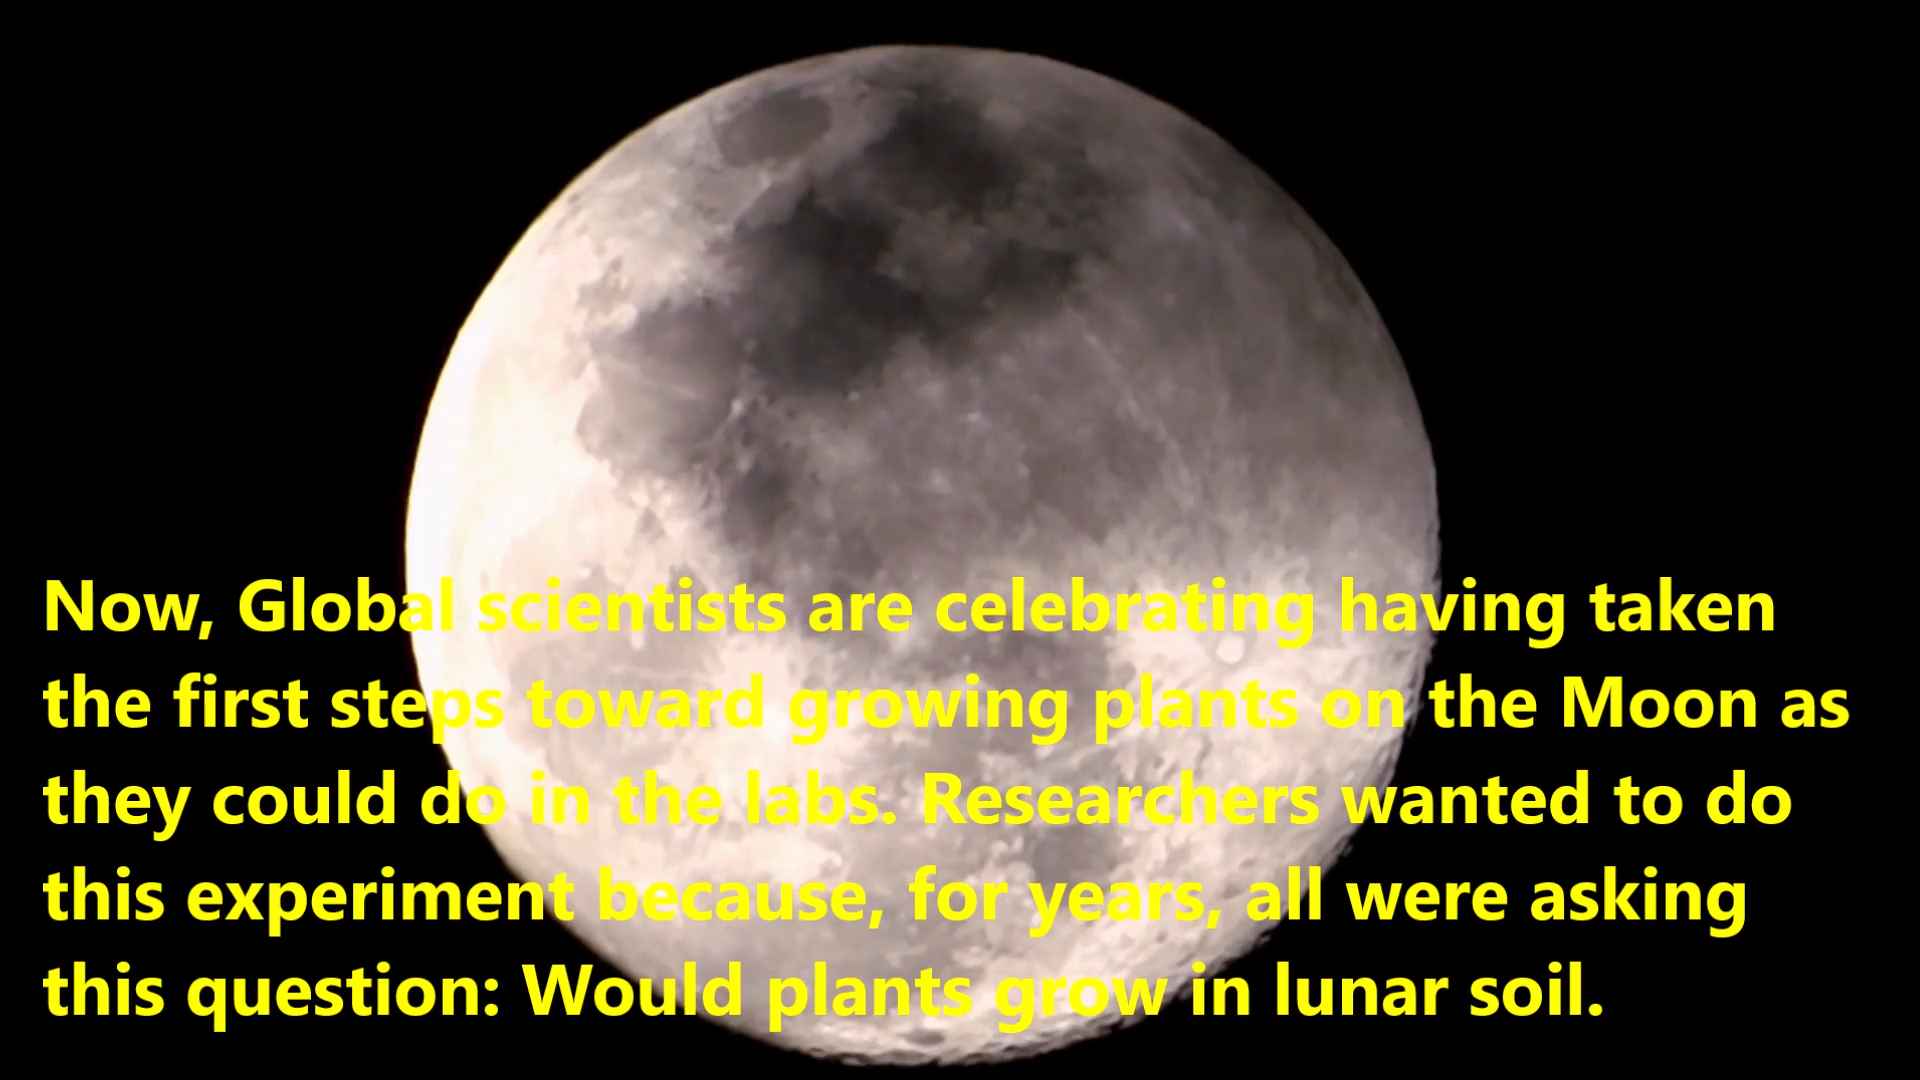 Now, Global scientists are celebrating having taken
the first steps toward growing plants on the Moon as
they could do in the labs. Researchers wanted to do
this experiment because, for years, all were asking
this question: Would plants grow in lunar soil.